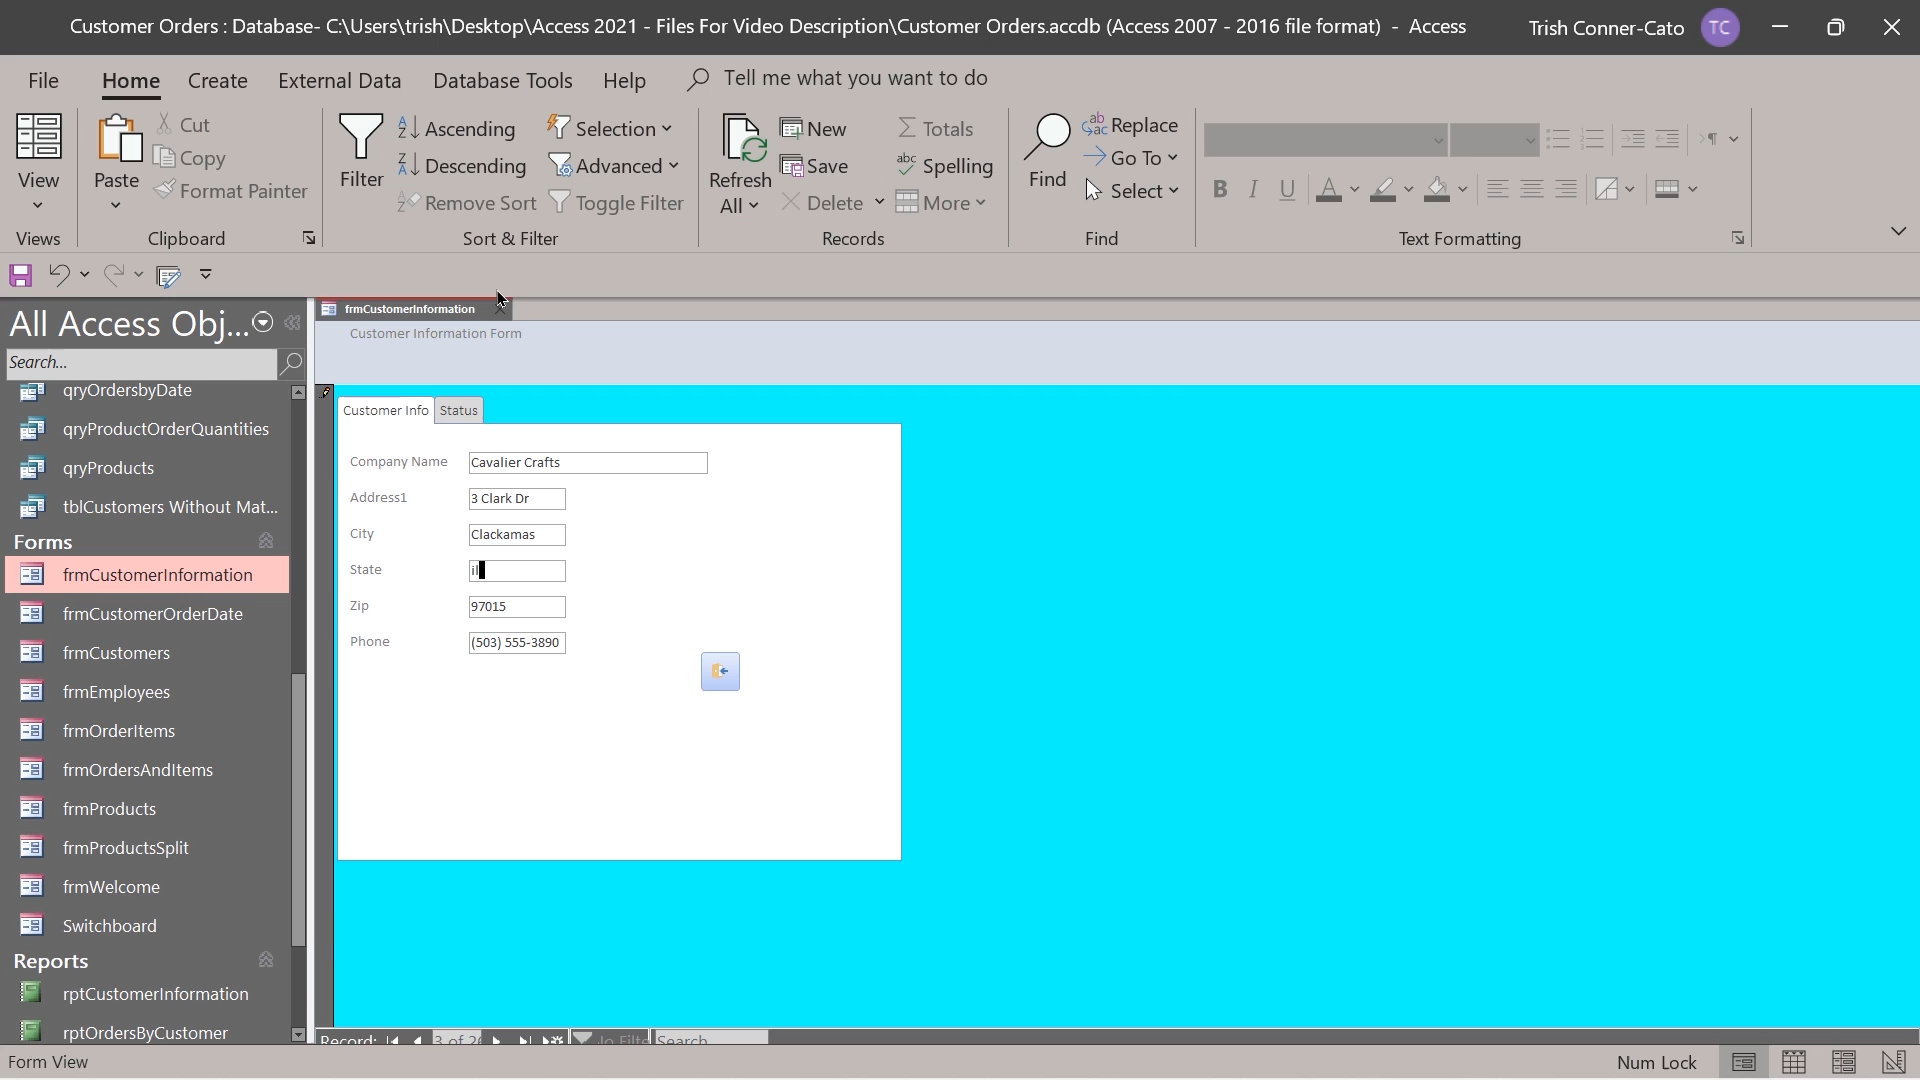 Customer Orders : Database- C:\Users\trish\Desktop\Access 2021 - Files For Video Description\Customer Orders.accdb (Access 2007 - 2016 file format) - Access
Trish Conner-Cato
TC
File
Home
Create
External Data
Database Tools
Help
Tell me what you want to do
View
Views
Paste
Cut
Copy
Format Painter
Clipboard
Filter
Ascending
Descending
Remove Sort
Selection
Advanced
Toggle Filter
Sort & Filter
Refresh
All
New
Save
Delete
Totals
Spelling
More
Records
Find
Replace
Go To
Select
Find
B I U A
Text Formatting
All Access Obj...
Search...
qryOrdersbyDate
qryProductOrderQuantities
qryProducts
tblCustomers Without Mat...
Forms
frmCustomerInformation
frmCustomerOrderDate
frmCustomers
frmEmployees
frmOrderItems
frmOrdersAndItems
frmProducts
frmProductsSplit
frmWelcome
Switchboard
Reports
rptCustomerInformation
rptOrdersByCustomer
frmCustomerInformation
Customer Information Form
Customer Info
Status
Company Name Cavalier Crafts
Address1 3 Clark Dr
City Clackamas
State il
Zip 97015
Phone (503) 555-3890
Record: 3 of 26
Search
Form View
Num Lock